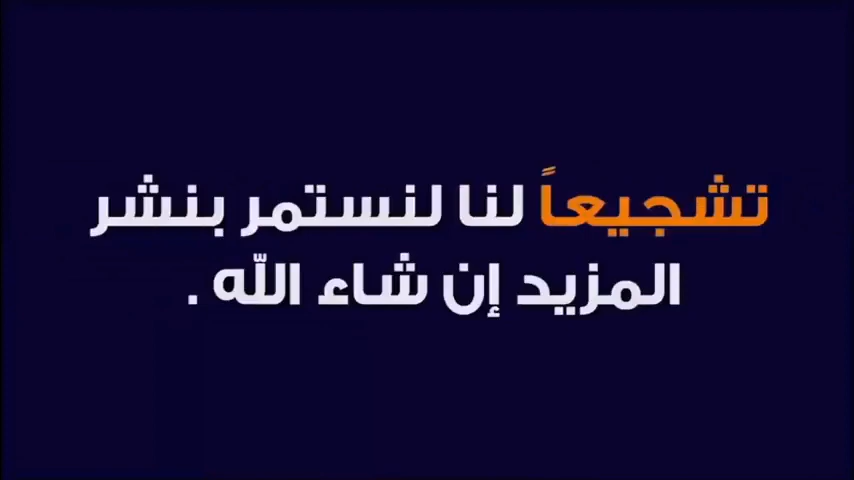 تشجيعاً لنا لنستمر بنشر
المزيد إن شاء الله .